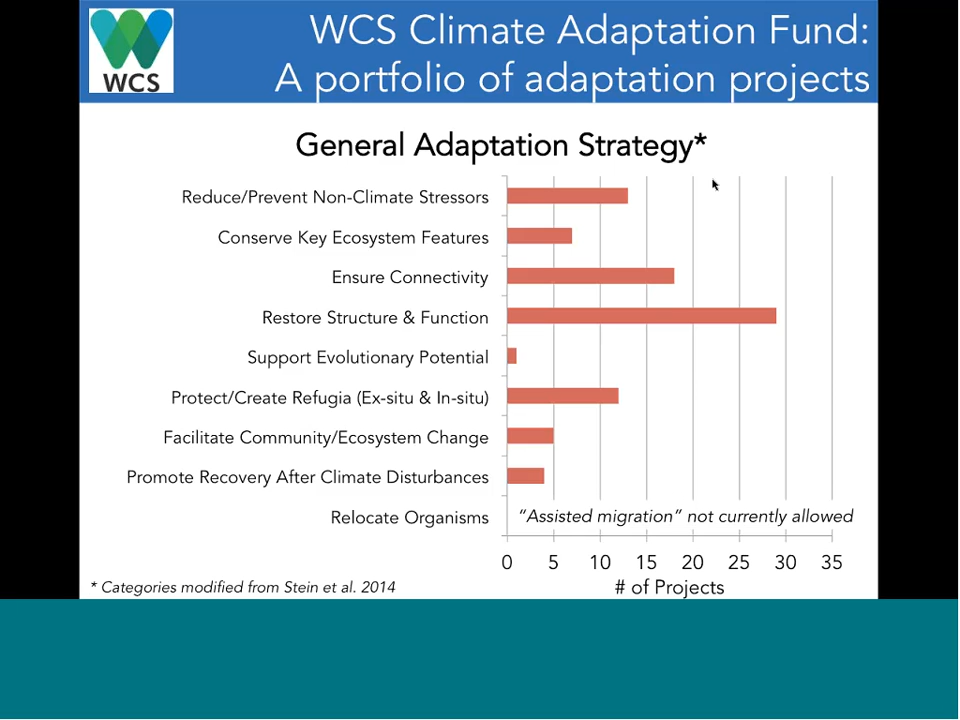 WCS
WCS Climate Adaptation Fund:
A portfolio of adaptation projects
General Adaptation Strategy*
Reduce/Prevent Non-Climate Stressors
Conserve Key Ecosystem Features
Ensure Connectivity
Restore Structure & Function
Support Evolutionary Potential
Protect/Create Refugia (Ex-situ & In-situ)
Facilitate Community/Ecosystem Change
Promote Recovery After Climate Disturbances
Relocate Organisms
“Assisted migration” not currently allowed
0 5 10 15 20 25 30 35
# of Projects
* Categories modified from Stein et al. 2014